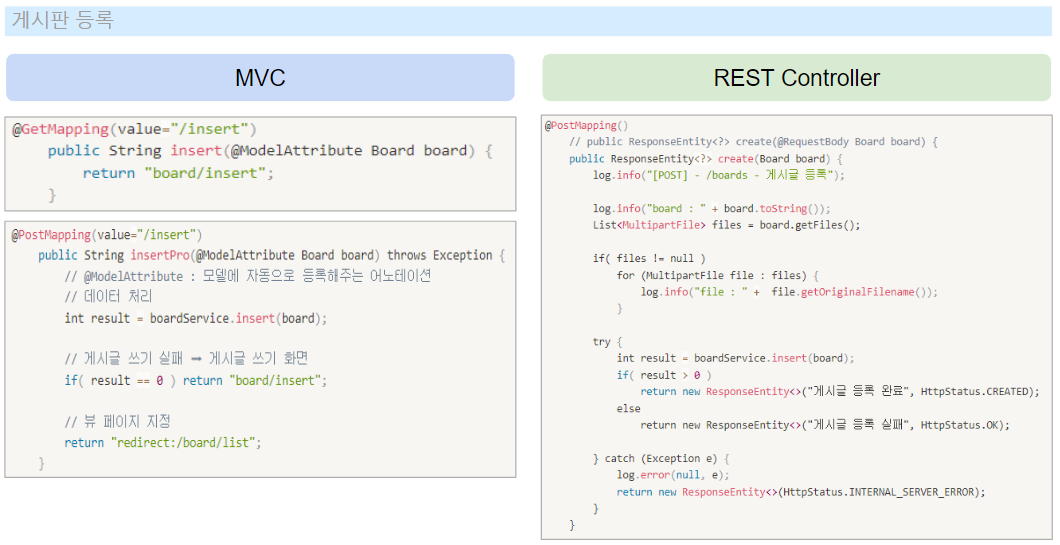 게시판 등록
MVC
@GetMapping(value="/insert")
public String insert(@ModelAttribute Board board) {
return "board/insert";
}
@PostMapping(value="/insert")
public String insertPro(@ModelAttribute Board board) throws Exception {
// @ModelAttribute : 모델에 자동으로 등록해주는 어노테이션
// 데이터 처리
int result = boardService.insert(board);
// 게시글 쓰기 실패 ➡ 게시글 쓰기 화면
if( result == 0 ) return "board/insert";
// 뷰 페이지 지정
return "redirect:/board/list";
}
REST Controller
@PostMapping()
// public ResponseEntity<?> create(@RequestBody Board board) {
public ResponseEntity<?> create(Board board) {
log.info("[POST] - /boards - 게시글 등록");
log.info("board : " + board.toString());
List<MultipartFile> files = board.getFiles();
if( files != null )
for (MultipartFile file : files) {
log.info("file : " + file.getOriginalFilename());
}
try {
int result = boardService.insert(board);
if( result > 0 )
return new ResponseEntity<>("게시글 등록 완료", HttpStatus.CREATED);
else
return new ResponseEntity<>("게시글 등록 실패", HttpStatus.OK);
} catch (Exception e) {
log.error(null, e);
return new ResponseEntity<>(HttpStatus.INTERNAL_SERVER_ERROR);
}
}